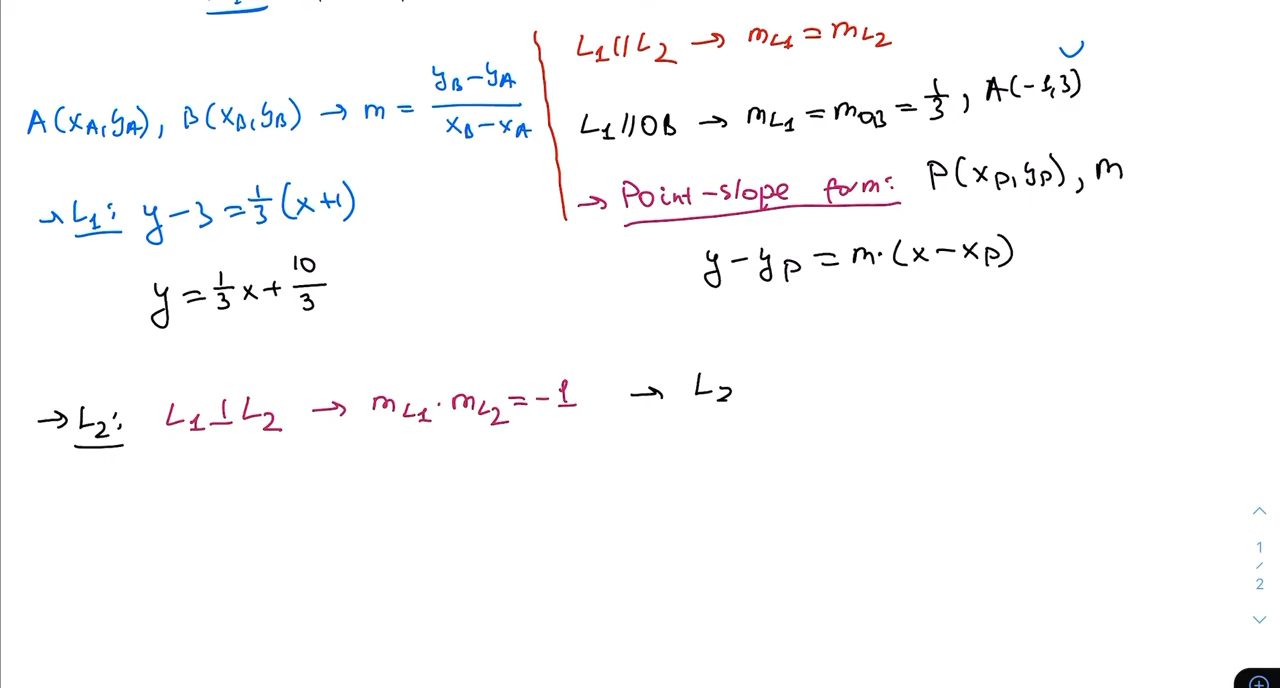 L₁∥L₂ → m_L₁ = m_L₂
A(x_A, y_A), B(x_B, y_B) → m = (y_B − y_A)/(x_B − x_A)
L₁∥OB → m_L₁ = m_OB = 1/3, A(−1,3)
→ Point-slope form: P(x_P, y_P), m
y − y_P = m·(x − x_P)
→ L₁: y − 3 = 1/3 (x+1)
y = 1/3 x + 10/3
→ L₂: L₁ ⊥ L₂ → m_L₁ · m_L₂ = −1 → L₂
1
/
2